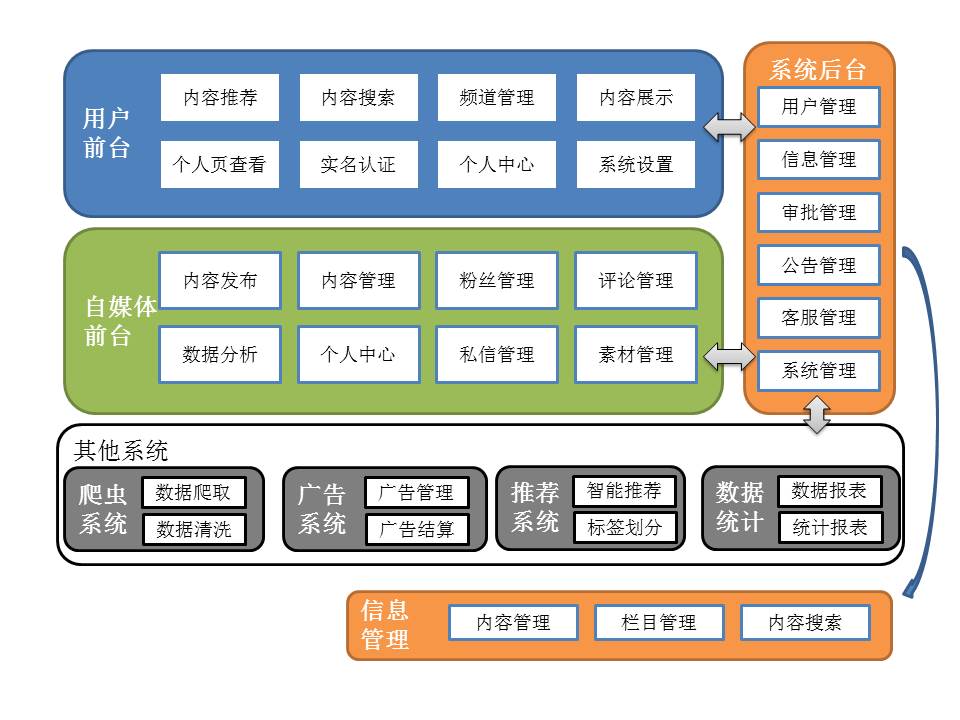 用户
前台
内容推荐
内容搜索
频道管理
内容展示
个人页查看
实名认证
个人中心
系统设置
系统后台
用户管理
信息管理
审批管理
公告管理
客服管理
系统管理
自媒体
前台
内容发布
内容管理
粉丝管理
评论管理
数据分析
个人中心
私信管理
素材管理
其他系统
爬虫
系统
数据爬取
数据清洗
广告
系统
广告管理
广告结算
推荐
系统
智能推荐
标签划分
数据
统计
数据报表
统计报表
信息
管理
内容管理
栏目管理
内容搜索